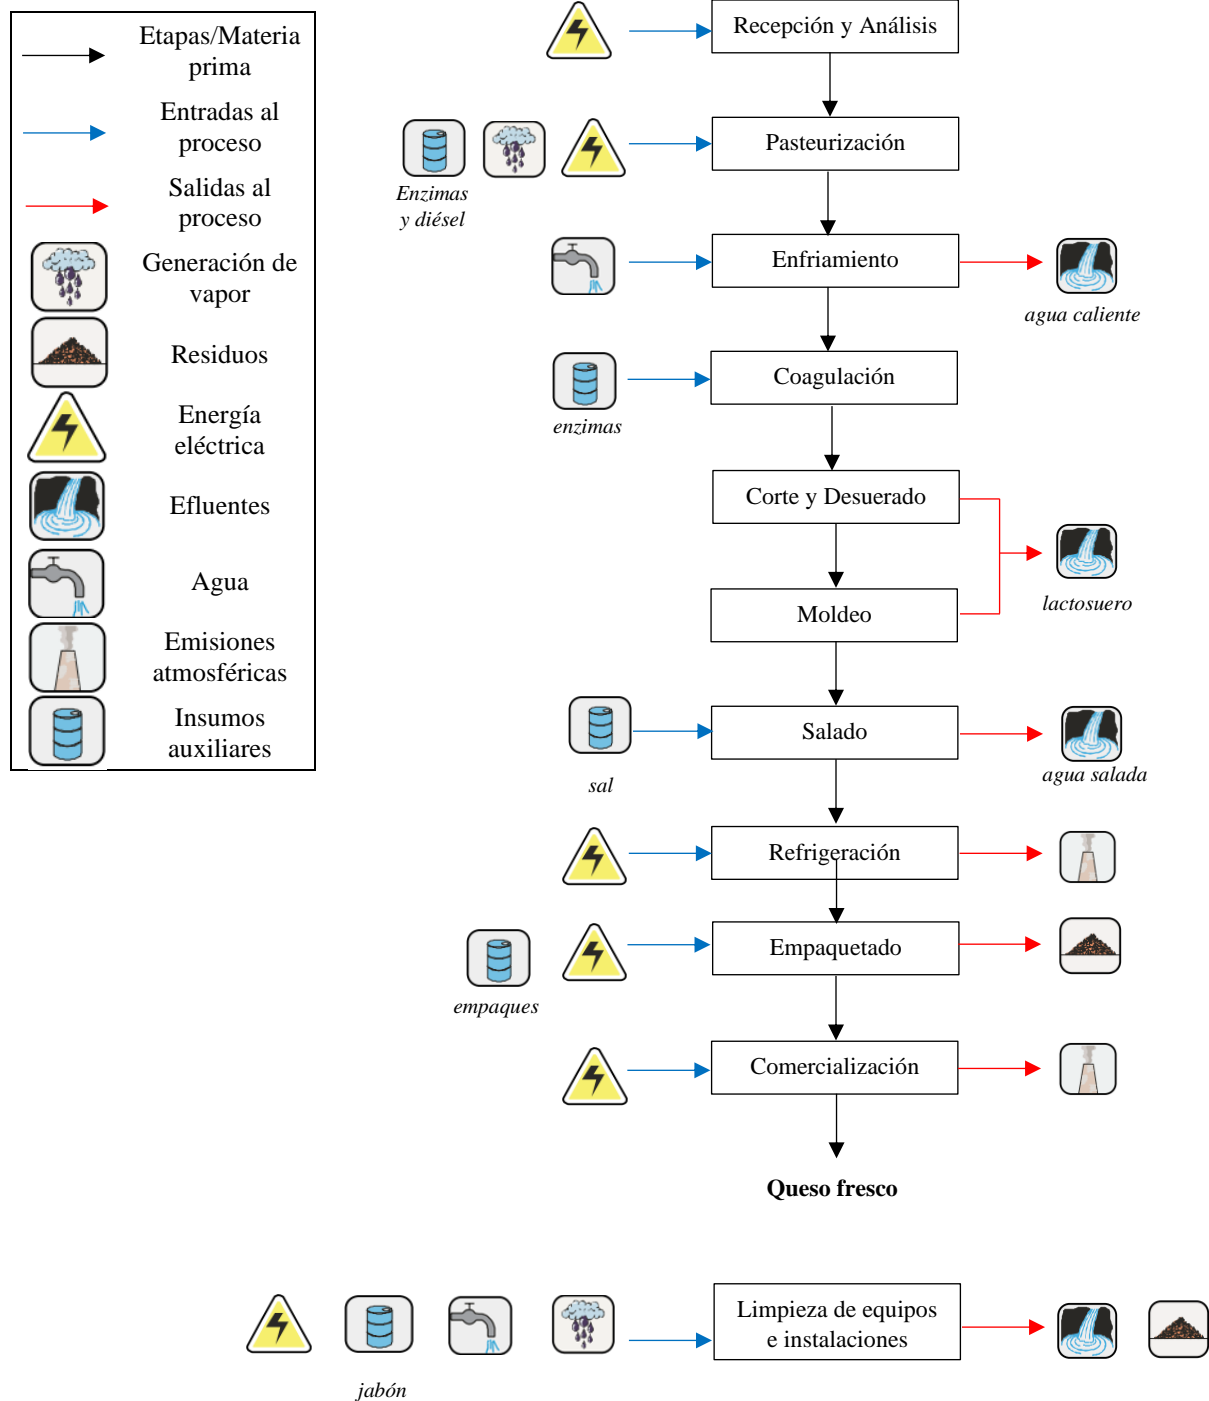 Etapas/Materia
prima
Entradas al
proceso
Salidas al
proceso
Generación de
vapor
Residuos
Energía
eléctrica
Efluentes
Agua
Emisiones
atmosféricas
Insumos
auxiliares
Recepción y Análisis
Pasteurización
Enzimas
y diésel
Enfriamiento
agua caliente
Coagulación
enzimas
Corte y Desuerado
lactosuero
Moldeo
Salado
sal
agua salada
Refrigeración
Empaquetado
empaques
Comercialización
Queso fresco
Limpieza de equipos
e instalaciones
jabón